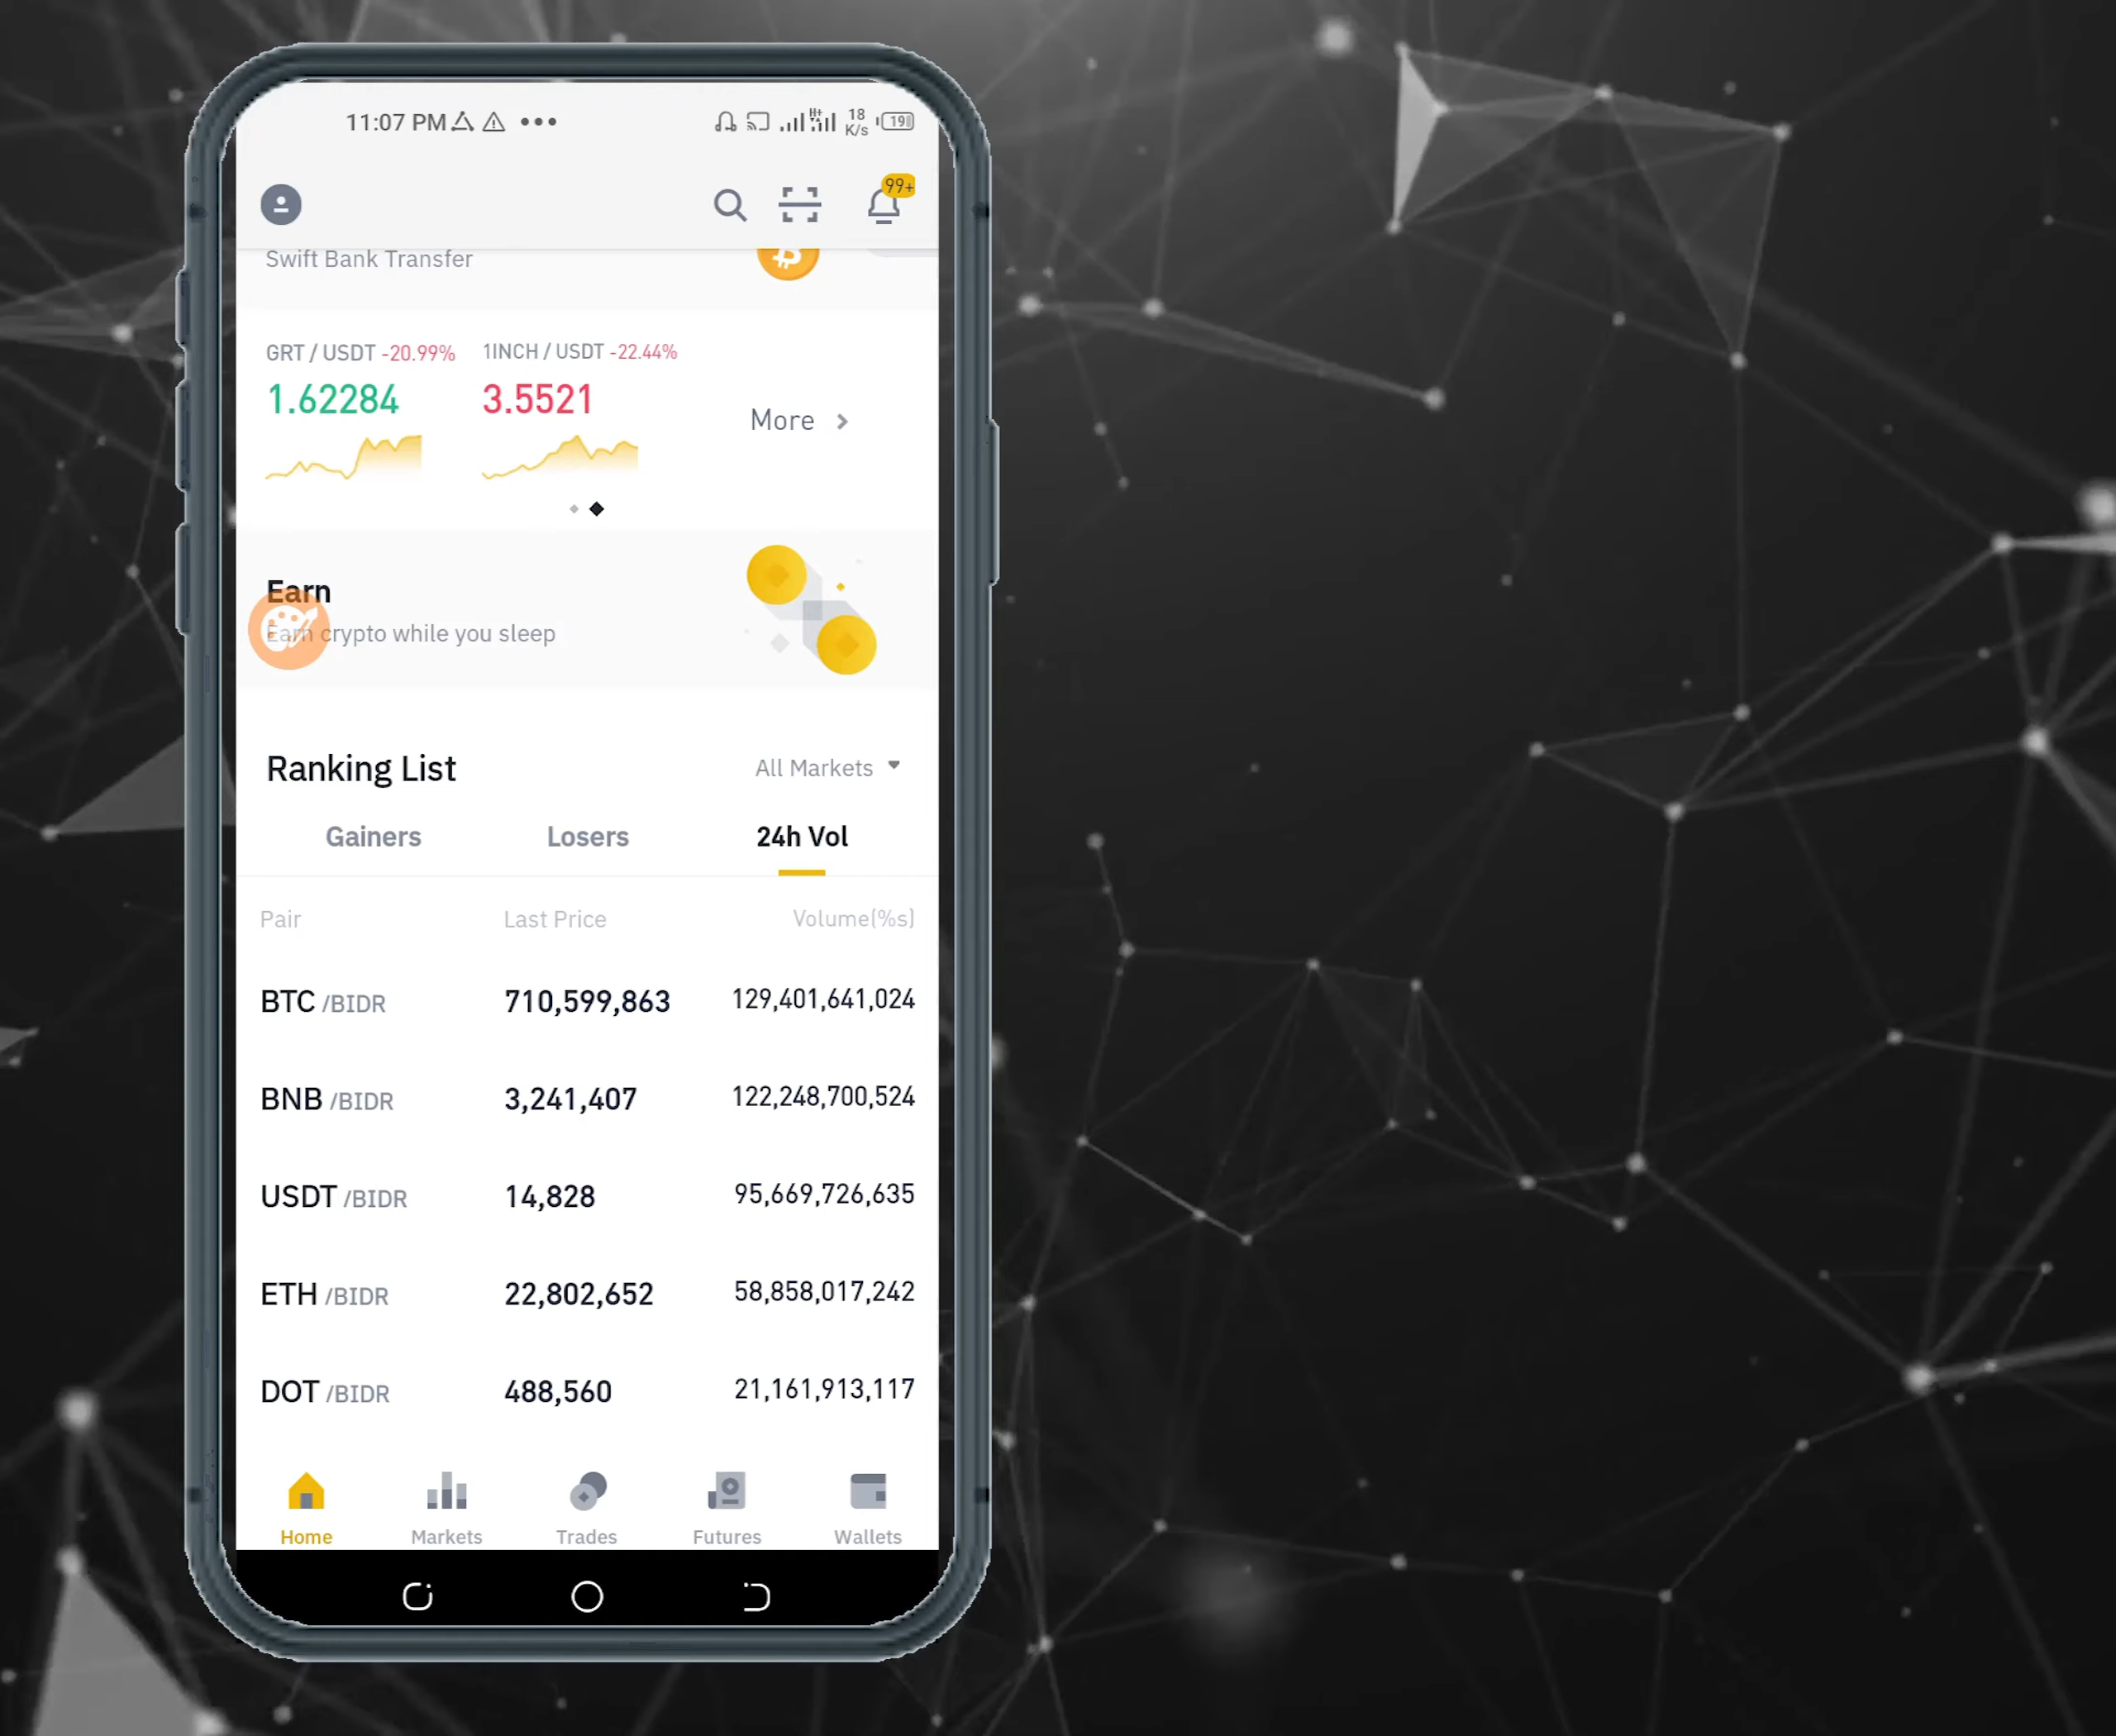 11:07 PM
18 K/s
19
99+
Swift Bank Transfer
GRT / USDT -20.99% 1INCH / USDT -22.44%
1.62284 3.5521
More
Earn
Earn crypto while you sleep
Ranking List All Markets
Gainers Losers 24h Vol
Pair Last Price Volume(%s)
BTC /BIDR 710,599,863 129,401,641,024
BNB /BIDR 3,241,407 122,248,700,524
USDT /BIDR 14,828 95,669,726,635
ETH /BIDR 22,802,652 58,858,017,242
DOT /BIDR 488,560 21,161,913,117
Home Markets Trades Futures Wallets